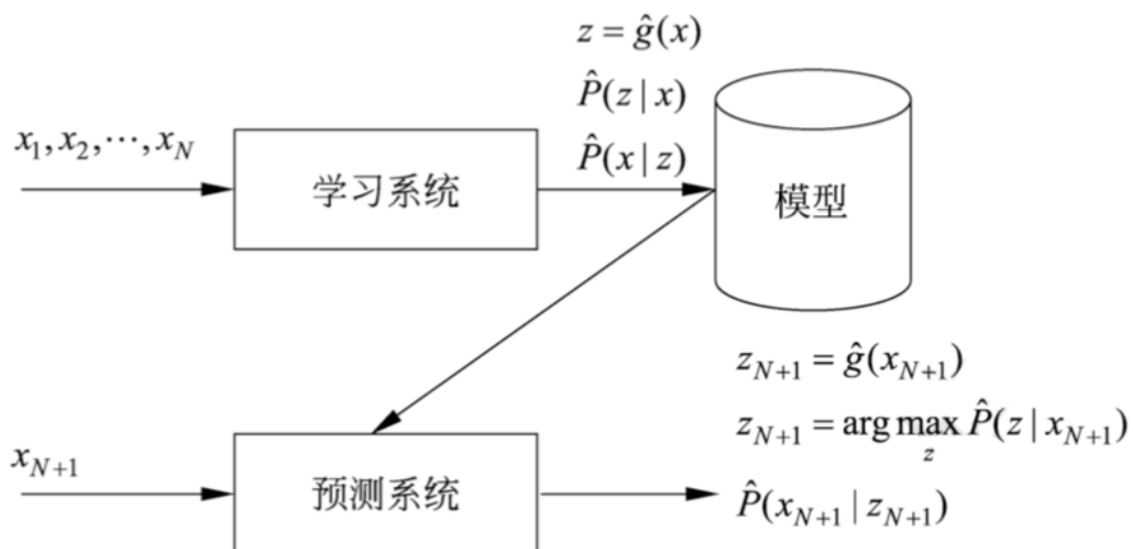 z = ĝ(x)
P̂(z | x)
x₁, x₂, ⋯, x_N
P̂(x | z)
学习系统
模型
z_{N+1} = ĝ(x_{N+1})
z_{N+1} = arg max_z P̂(z | x_{N+1})
x_{N+1}
预测系统
P̂(x_{N+1} | z_{N+1})